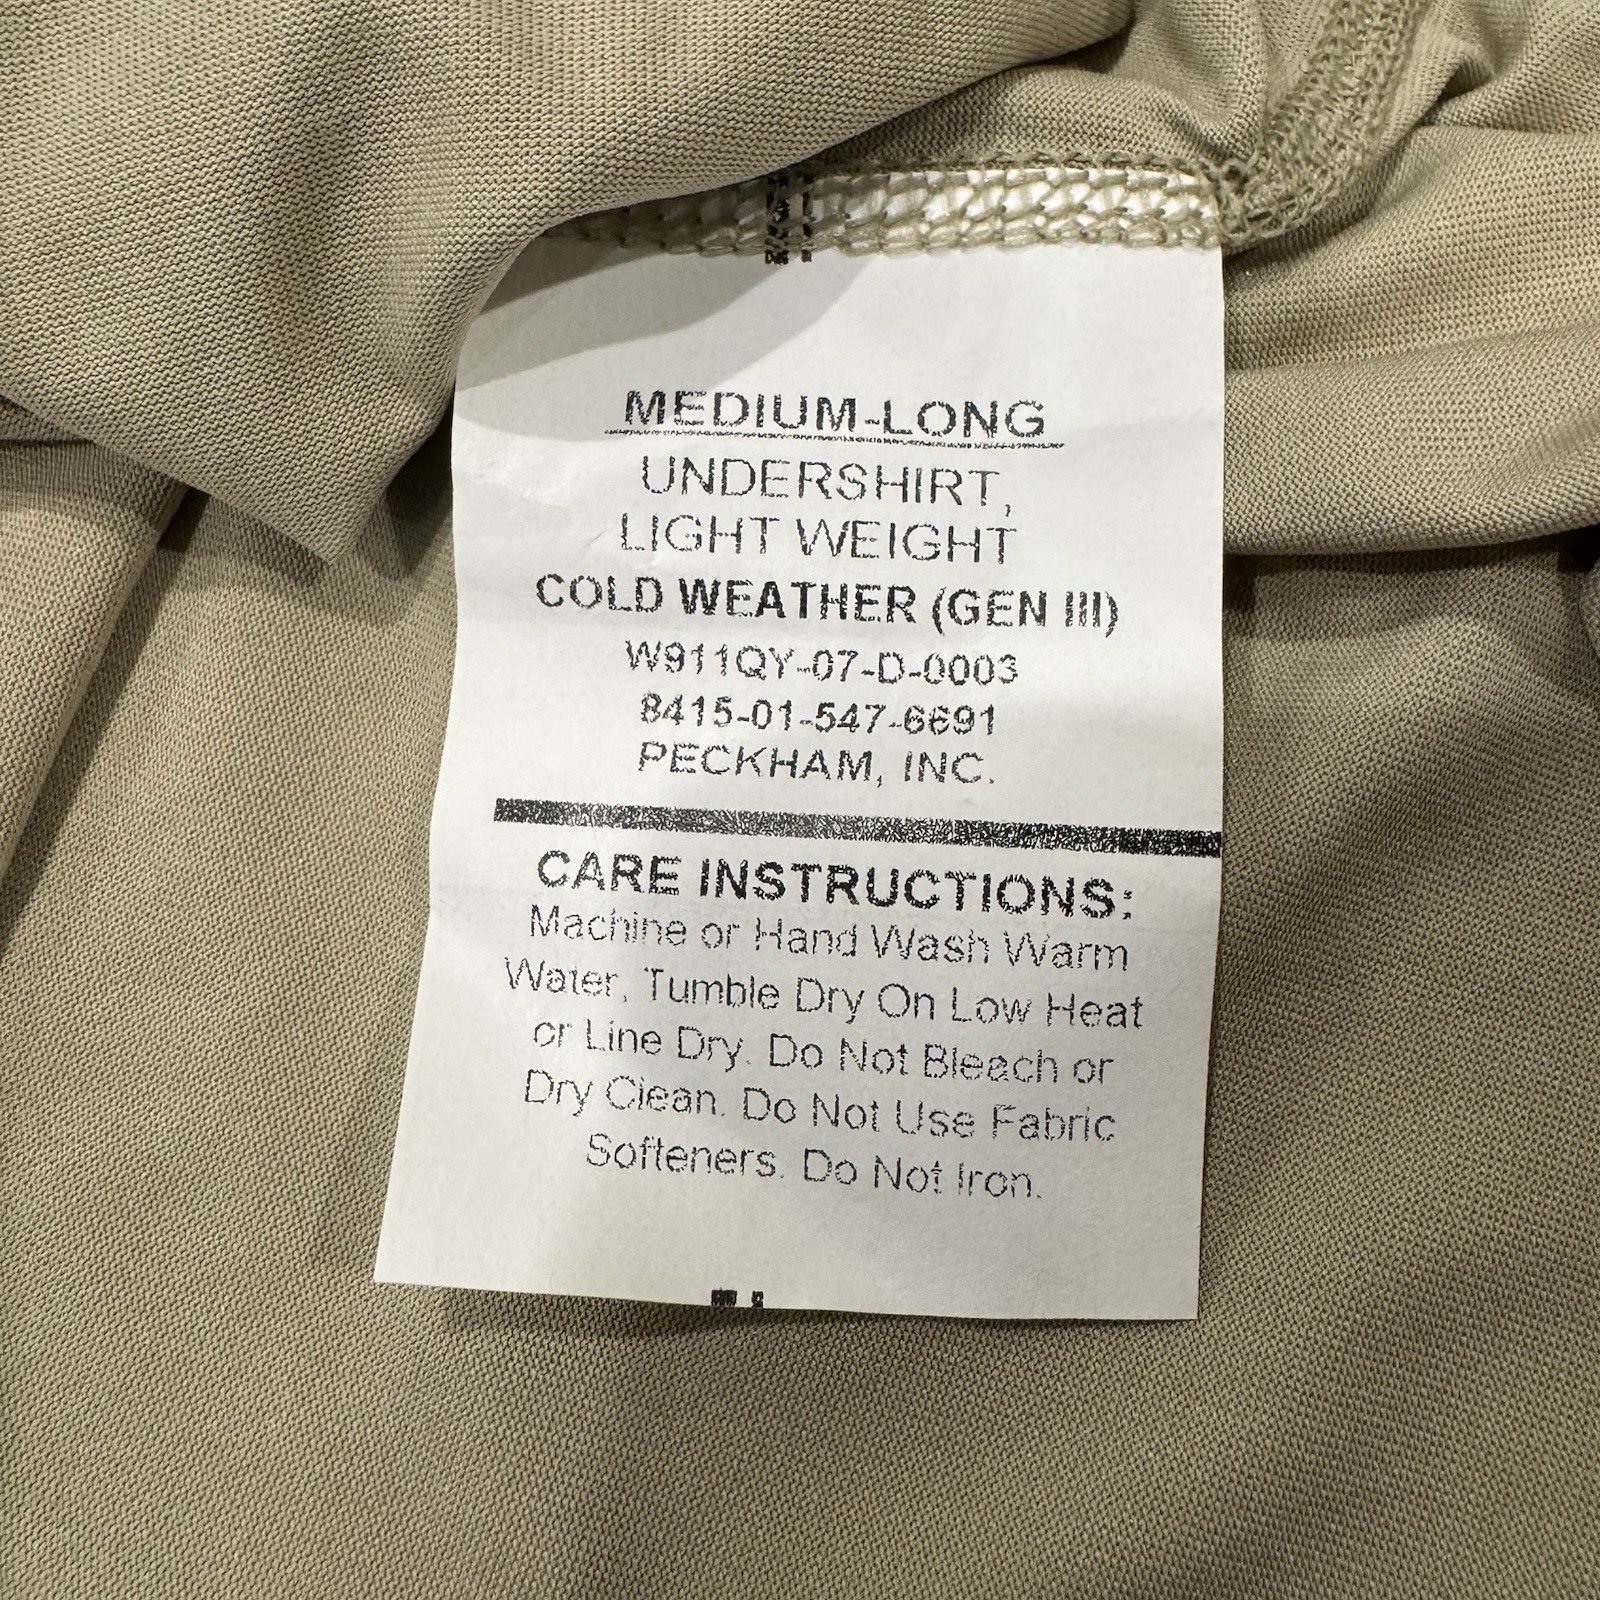 MEDIUM-LONG
UNDERSHIRT,
LIGHT WEIGHT
COLD WEATHER (GEN III)
W911QY-07-D-0003
8415-01-547-6691
PECKHAM, INC.
CARE INSTRUCTIONS:
Machine or Hand Wash Warm
Water, Tumble Dry On Low Heat
or Line Dry. Do Not Bleach or
Dry Clean. Do Not Use Fabric
Softeners. Do Not Iron.